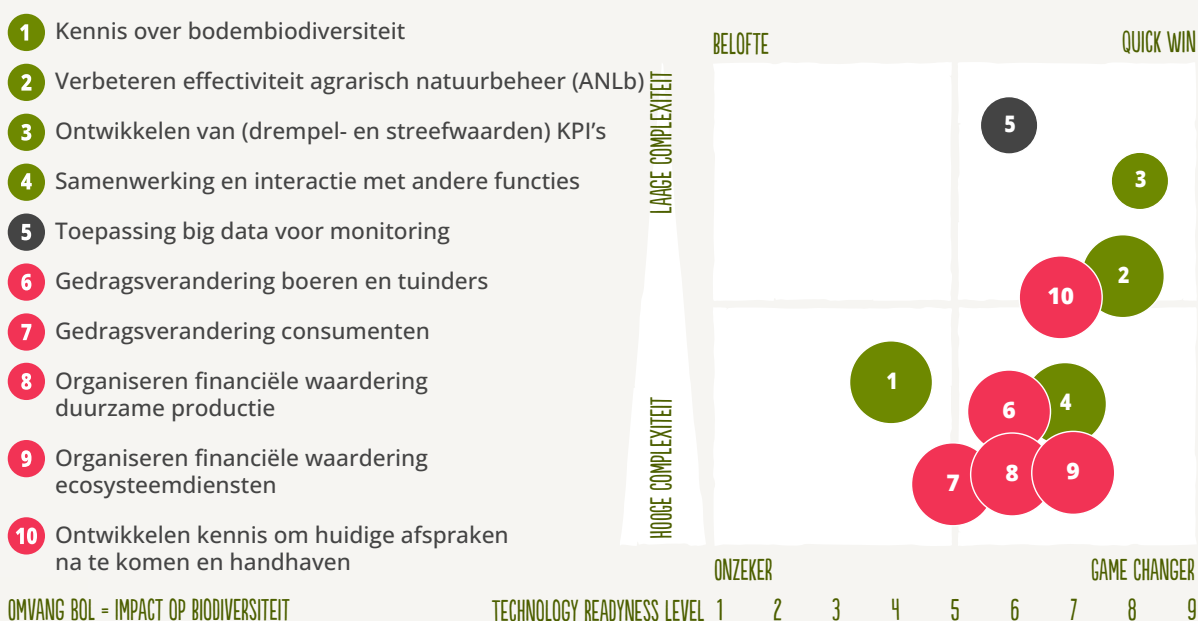 1 Kennis over bodembiodiversiteit
2 Verbeteren effectiviteit agrarisch natuurbeheer (ANLb)
3 Ontwikkelen van (drempel- en streefwaarden) KPI's
4 Samenwerking en interactie met andere functies
5 Toepassing big data voor monitoring
6 Gedragsverandering boeren en tuinders
7 Gedragsverandering consumenten
8 Organiseren financiële waardering
duurzame productie
9 Organiseren financiële waardering
ecosysteemdiensten
10 Ontwikkelen kennis om huidige afspraken
na te komen en handhaven
OMVANG BOL = IMPACT OP BIODIVERSITEIT
BELOFTE
QUICK WIN
LAAGE COMPLEXITEIT
HOOGE COMPLEXITEIT
5
3
2
10
1
6
4
7
8
9
ONZEKER
GAME CHANGER
TECHNOLOGY READYNESS LEVEL 1 2 3 4 5 6 7 8 9